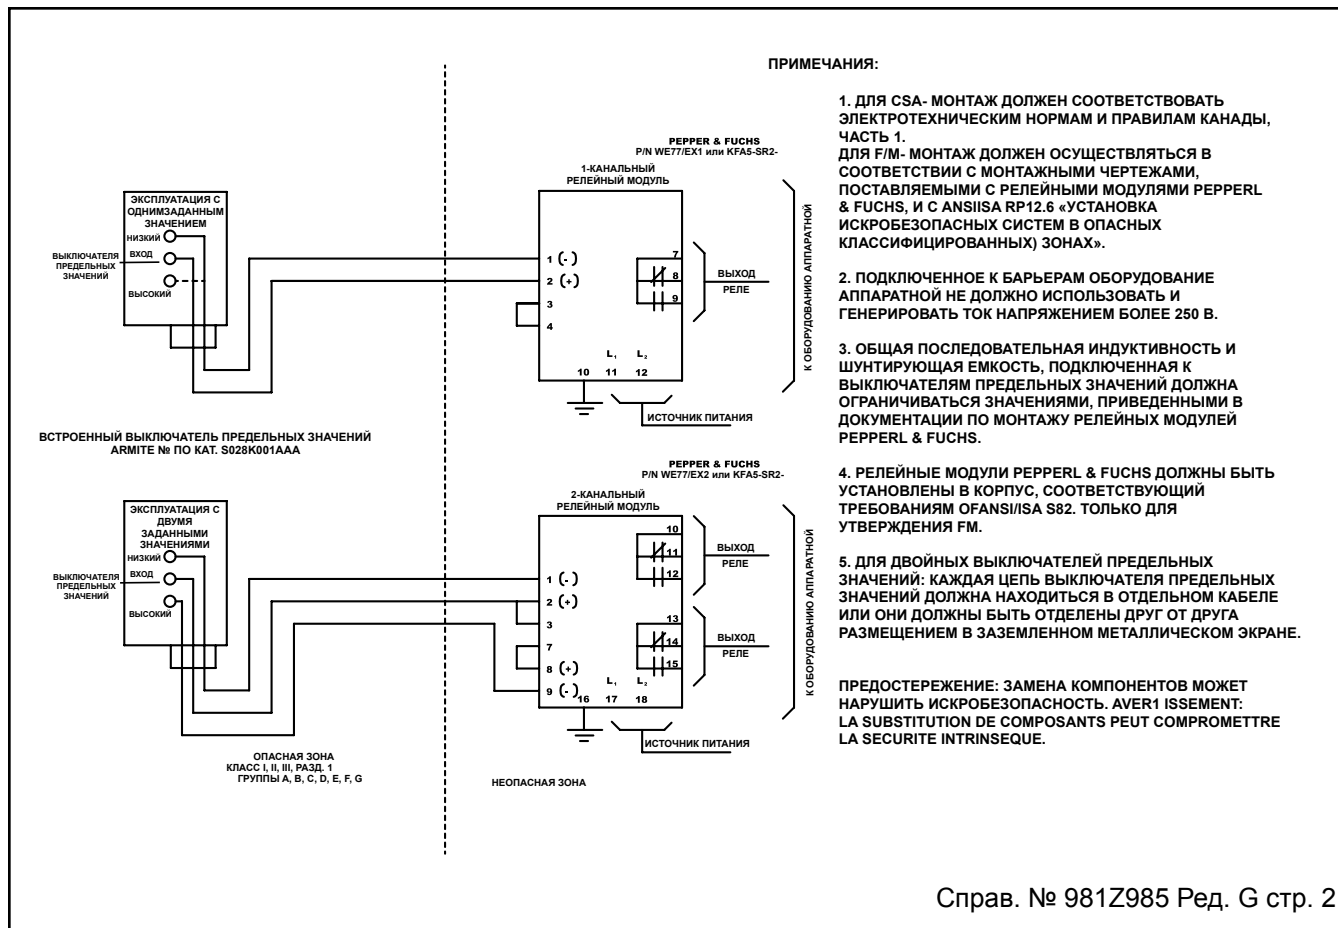 ПРИМЕЧАНИЯ:
1. ДЛЯ CSA- МОНТАЖ ДОЛЖЕН СООТВЕТСТВОВАТЬ
ЭЛЕКТРОТЕХНИЧЕСКИМ НОРМАМ И ПРАВИЛАМ КАНАДЫ,
ЧАСТЬ 1.
ДЛЯ F/M- МОНТАЖ ДОЛЖЕН ОСУЩЕСТВЛЯТЬСЯ В
СООТВЕТСТВИИ С МОНТАЖНЫМИ ЧЕРТЕЖАМИ,
ПОСТАВЛЯЕМЫМИ С РЕЛЕЙНЫМИ МОДУЛЯМИ PEPPERL
& FUCHS, И С ANSIISA RP12.6 «УСТАНОВКА
ИСКРОБЕЗОПАСНЫХ СИСТЕМ В ОПАСНЫХ
КЛАССИФИЦИРОВАННЫХ) ЗОНАХ».
2. ПОДКЛЮЧЕННОЕ К БАРЬЕРАМ ОБОРУДОВАНИЕ
АППАРАТНОЙ НЕ ДОЛЖНО ИСПОЛЬЗОВАТЬ И
ГЕНЕРИРОВАТЬ ТОК НАПРЯЖЕНИЕМ БОЛЕЕ 250 В.
3. ОБЩАЯ ПОСЛЕДОВАТЕЛЬНАЯ ИНДУКТИВНОСТЬ И
ШУНТИРУЮЩАЯ ЕМКОСТЬ, ПОДКЛЮЧЕННАЯ К
ВЫКЛЮЧАТЕЛЯМ ПРЕДЕЛЬНЫХ ЗНАЧЕНИЙ ДОЛЖНА
ОГРАНИЧИВАТЬСЯ ЗНАЧЕНИЯМИ, ПРИВЕДЕННЫМИ В
ДОКУМЕНТАЦИИ ПО МОНТАЖУ РЕЛЕЙНЫХ МОДУЛЕЙ
PEPPERL & FUCHS.
4. РЕЛЕЙНЫЕ МОДУЛИ PEPPERL & FUCHS ДОЛЖНЫ БЫТЬ
УСТАНОВЛЕНЫ В КОРПУС, СООТВЕТСТВУЮЩИЙ
ТРЕБОВАНИЯМ OFANSI/ISA S82. ТОЛЬКО ДЛЯ
УТВЕРЖДЕНИЯ FM.
5. ДЛЯ ДВОЙНЫХ ВЫКЛЮЧАТЕЛЕЙ ПРЕДЕЛЬНЫХ
ЗНАЧЕНИЙ: КАЖДАЯ ЦЕПЬ ВЫКЛЮЧАТЕЛЯ ПРЕДЕЛЬНЫХ
ЗНАЧЕНИЙ ДОЛЖНА НАХОДИТЬСЯ В ОТДЕЛЬНОМ КАБЕЛЕ
ИЛИ ОНИ ДОЛЖНЫ БЫТЬ ОТДЕЛЕНЫ ДРУГ ОТ ДРУГА
РАЗМЕЩЕНИЕМ В ЗАЗЕМЛЕННОМ МЕТАЛЛИЧЕСКОМ ЭКРАНЕ.
ПРЕДОСТЕРЕЖЕНИЕ: ЗАМЕНА КОМПОНЕНТОВ МОЖЕТ
НАРУШИТЬ ИСКРОБЕЗОПАСНОСТЬ. AVER1 ISSEMENT:
LA SUBSTITUTION DE COMPOSANTS PEUT COMPROMETTRE
LA SECURITE INTRINSEQUE.
PEPPER & FUCHS
P/N WE77/EX1 или KFA5-SR2-
1-КАНАЛЬНЫЙ
РЕЛЕЙНЫЙ МОДУЛЬ
ЭКСПЛУАТАЦИЯ С
ОДНИМЗАДАННЫМ
ЗНАЧЕНИЕМ
НИЗКИЙ
ВХОД
ВЫСОКИЙ
ВЫКЛЮЧАТЕЛЯ
ПРЕДЕЛЬНЫХ
ЗНАЧЕНИЙ
1 (-)
2 (+)
3
4
7
8
9
L₁ L₂
10 11 12
ВЫХОД
РЕЛЕ
К ОБОРУДОВАНИЮ АППАРАТНОЙ
ИСТОЧНИК ПИТАНИЯ
ВСТРОЕННЫЙ ВЫКЛЮЧАТЕЛЬ ПРЕДЕЛЬНЫХ ЗНАЧЕНИЙ
ARMITE № ПО КАТ. S028K001AAA
PEPPER & FUCHS
P/N WE77/EX2 или KFA5-SR2-
2-КАНАЛЬНЫЙ
РЕЛЕЙНЫЙ МОДУЛЬ
ЭКСПЛУАТАЦИЯ С
ДВУМЯ
ЗАДАННЫМИ
ЗНАЧЕНИЯМИ
НИЗКИЙ
ВХОД
ВЫСОКИЙ
ВЫКЛЮЧАТЕЛЯ
ПРЕДЕЛЬНЫХ
ЗНАЧЕНИЙ
1 (-)
2 (+)
3
7
8 (+)
9 (-)
10
11
12
13
14
15
L₁ L₂
16 17 18
ВЫХОД
РЕЛЕ
ВЫХОД
РЕЛЕ
К ОБОРУДОВАНИЮ АППАРАТНОЙ
ИСТОЧНИК ПИТАНИЯ
ОПАСНАЯ ЗОНА
КЛАСС I, II, III, РАЗД. 1
ГРУППЫ A, B, C, D, E, F, G
НЕОПАСНАЯ ЗОНА
Справ. № 981Z985 Ред. G стр. 2